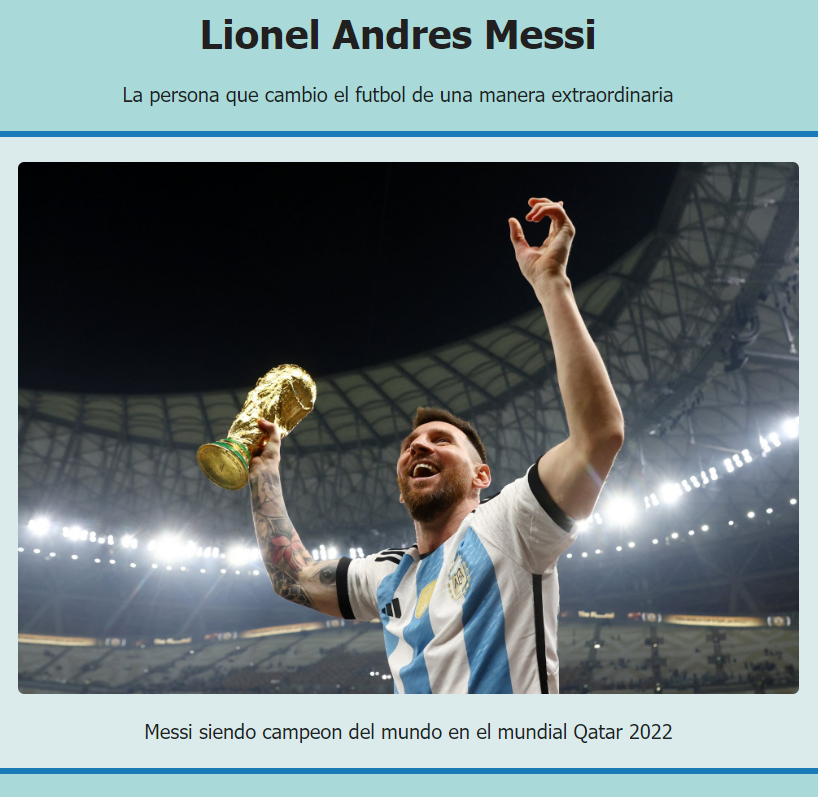 Lionel Andres Messi
La persona que cambio el futbol de una manera extraordinaria
Messi siendo campeon del mundo en el mundial Qatar 2022